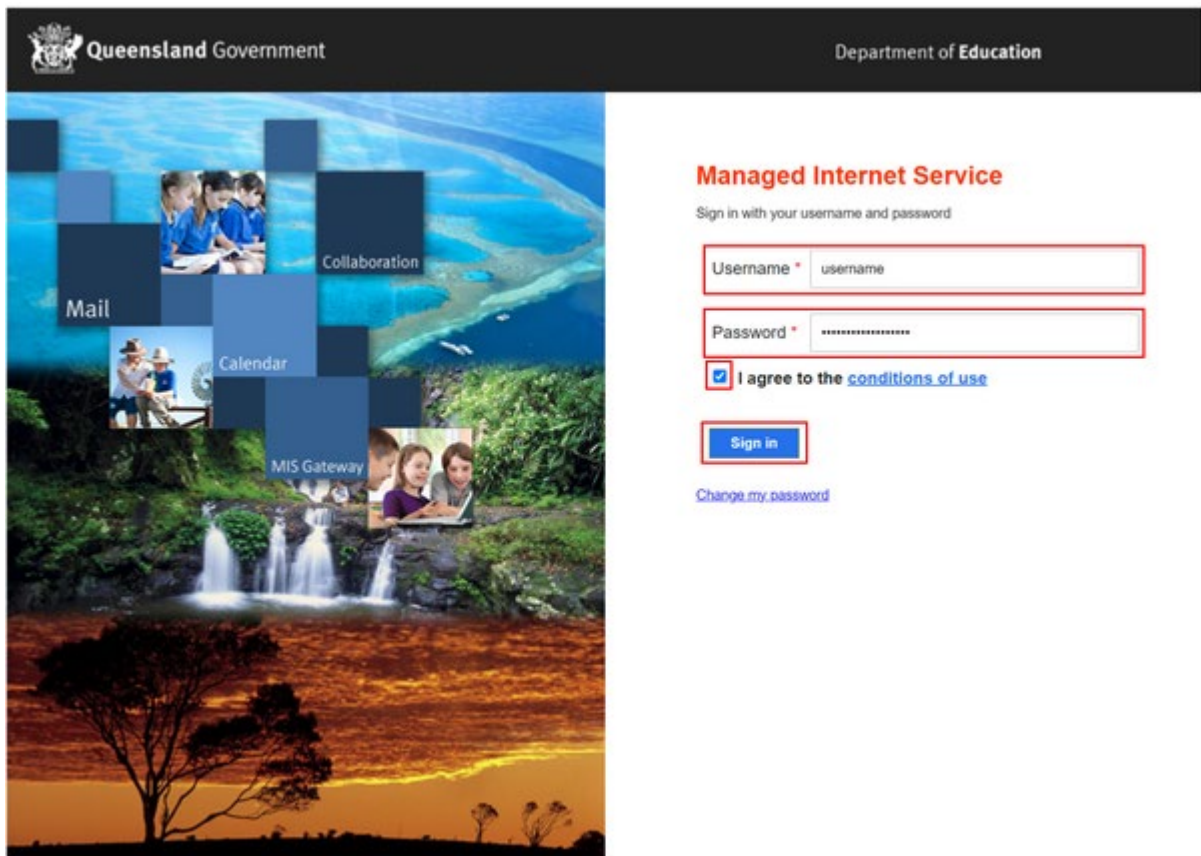 Queensland Government
Department of Education
Collaboration
Mail
Calendar
MIS Gateway
Managed Internet Service
Sign in with your username and password
Username * username
Password * ••••••••••••••••••
I agree to the conditions of use
Sign in
Change my password